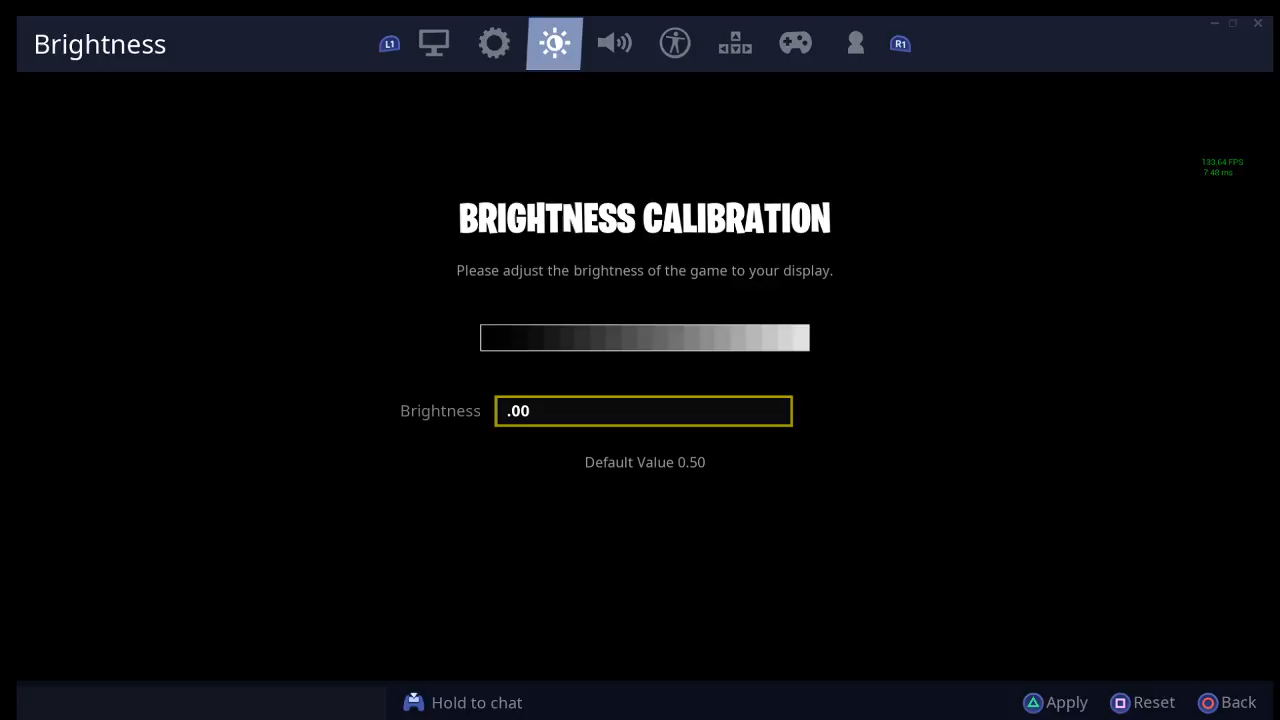 Brightness
L1
R1
133.64 FPS
7.48 ms
BRIGHTNESS CALIBRATION
Please adjust the brightness of the game to your display.
Brightness .00
Default Value 0.50
Hold to chat
Apply Reset Back